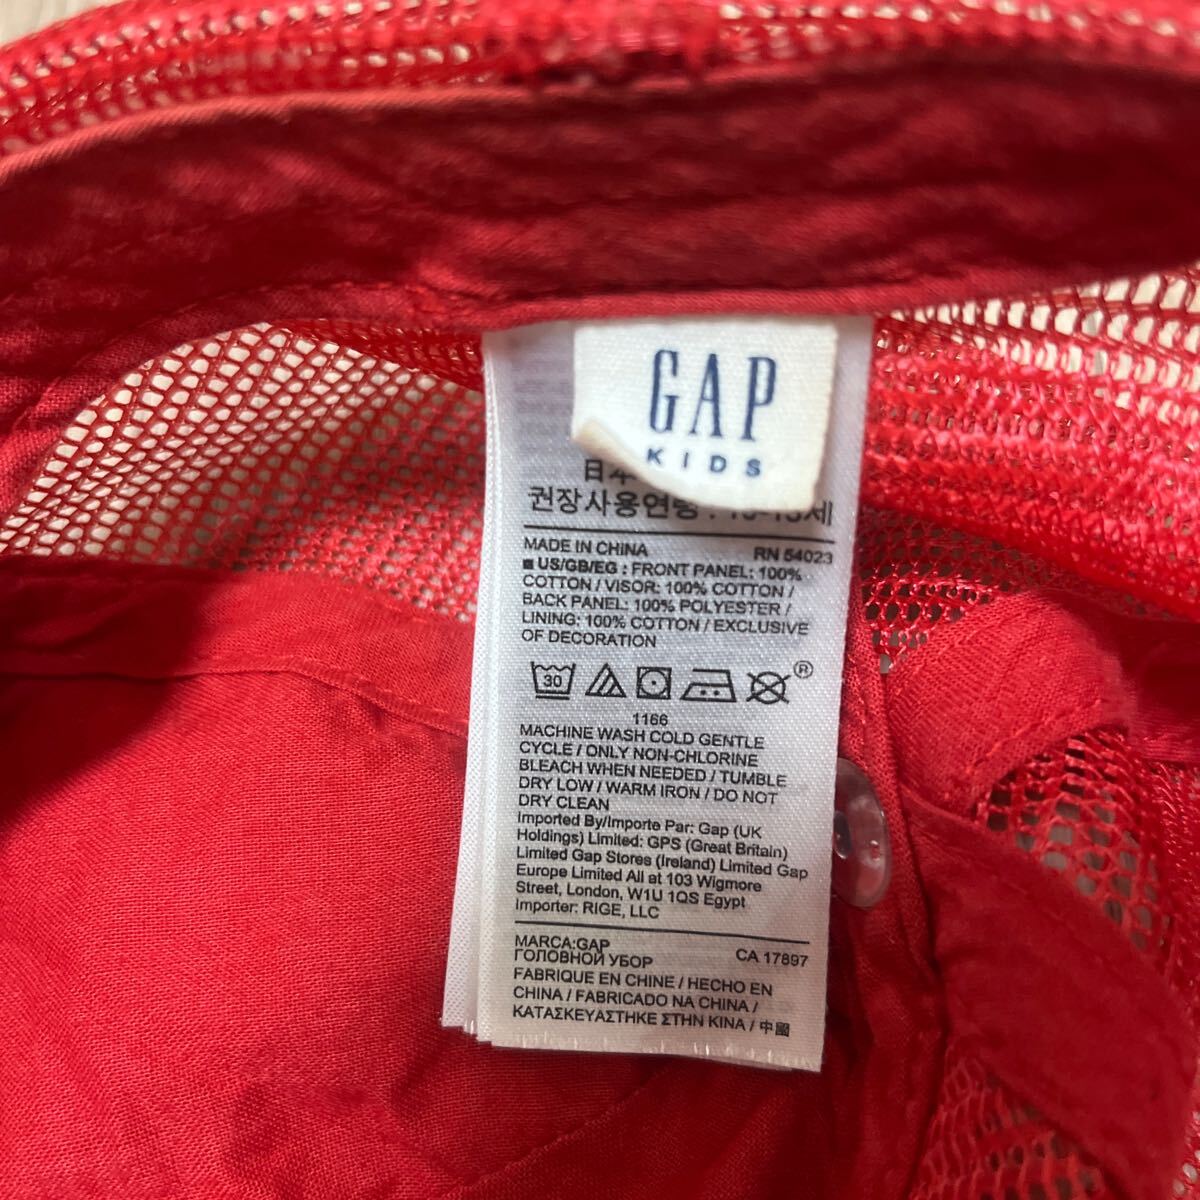 GAP
KIDS
日本
권장사용연령 :
MADE IN CHINA RN 54023
■ US/GB/EG : FRONT PANEL: 100%
COTTON / VISOR: 100% COTTON /
BACK PANEL: 100% POLYESTER /
LINING: 100% COTTON / EXCLUSIVE
OF DECORATION
30 ®
1166
MACHINE WASH COLD GENTLE
CYCLE / ONLY NON-CHLORINE
BLEACH WHEN NEEDED / TUMBLE
DRY LOW / WARM IRON / DO NOT
DRY CLEAN
Imported By/Importe Par: Gap (UK
Holdings) Limited: GPS (Great Britain)
Limited Gap Stores (Ireland) Limited Gap
Europe Limited All at 103 Wigmore
Street, London, W1U 1QS Egypt
Importer: RIGE, LLC
MARCA:GAP CA 17897
ГОЛОВНОЙ УБОР
FABRIQUE EN CHINE / HECHO EN
CHINA / FABRICADO NA CHINA /
ΚΑΤΑΣΚΕΥΑΣΤΗΚΕ ΣΤΗΝ ΚΙΝΑ / 中國